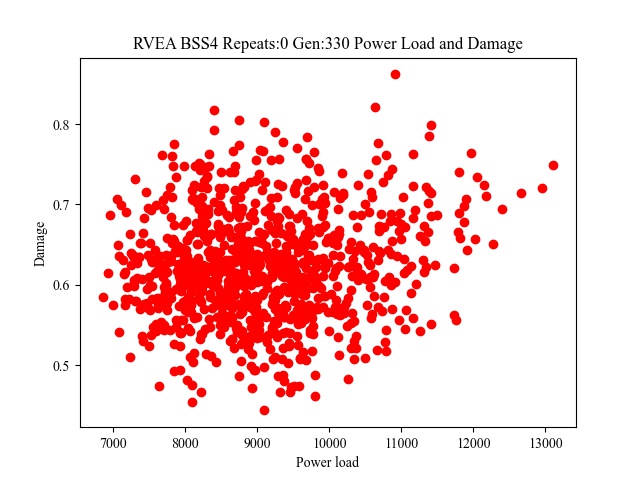 RVEA BSS4 Repeats:0 Gen:330 Power Load and Damage
0.8
0.7
0.6
0.5
Damage
7000 8000 9000 10000 11000 12000 13000
Power load